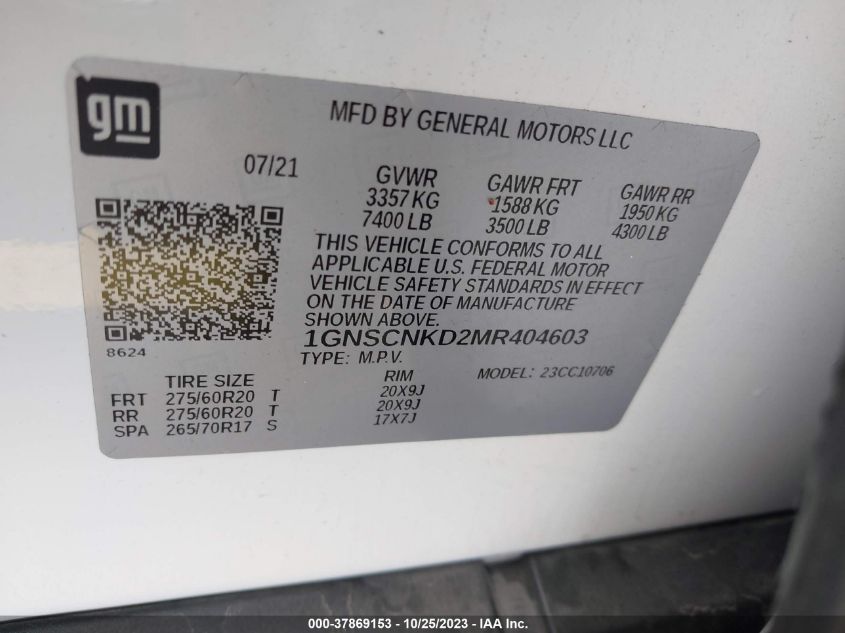 gm
MFD BY GENERAL MOTORS LLC
07/21
GVWR GAWR FRT GAWR RR
3357 KG 1588 KG 1950 KG
7400 LB 3500 LB 4300 LB
THIS VEHICLE CONFORMS TO ALL
APPLICABLE U.S. FEDERAL MOTOR
VEHICLE SAFETY STANDARDS IN EFFECT
ON THE DATE OF MANUFACTURE
SHOWN ABOVE.
8624
1GNSCNKD2MR404603
TYPE: M.P.V. MODEL: 23CC10706
TIRE SIZE RIM
FRT 275/60R20 T 20X9J
RR 275/60R20 T 20X9J
SPA 265/70R17 S 17X7J
000-37869153 - 10/25/2023 - © IAA Inc.